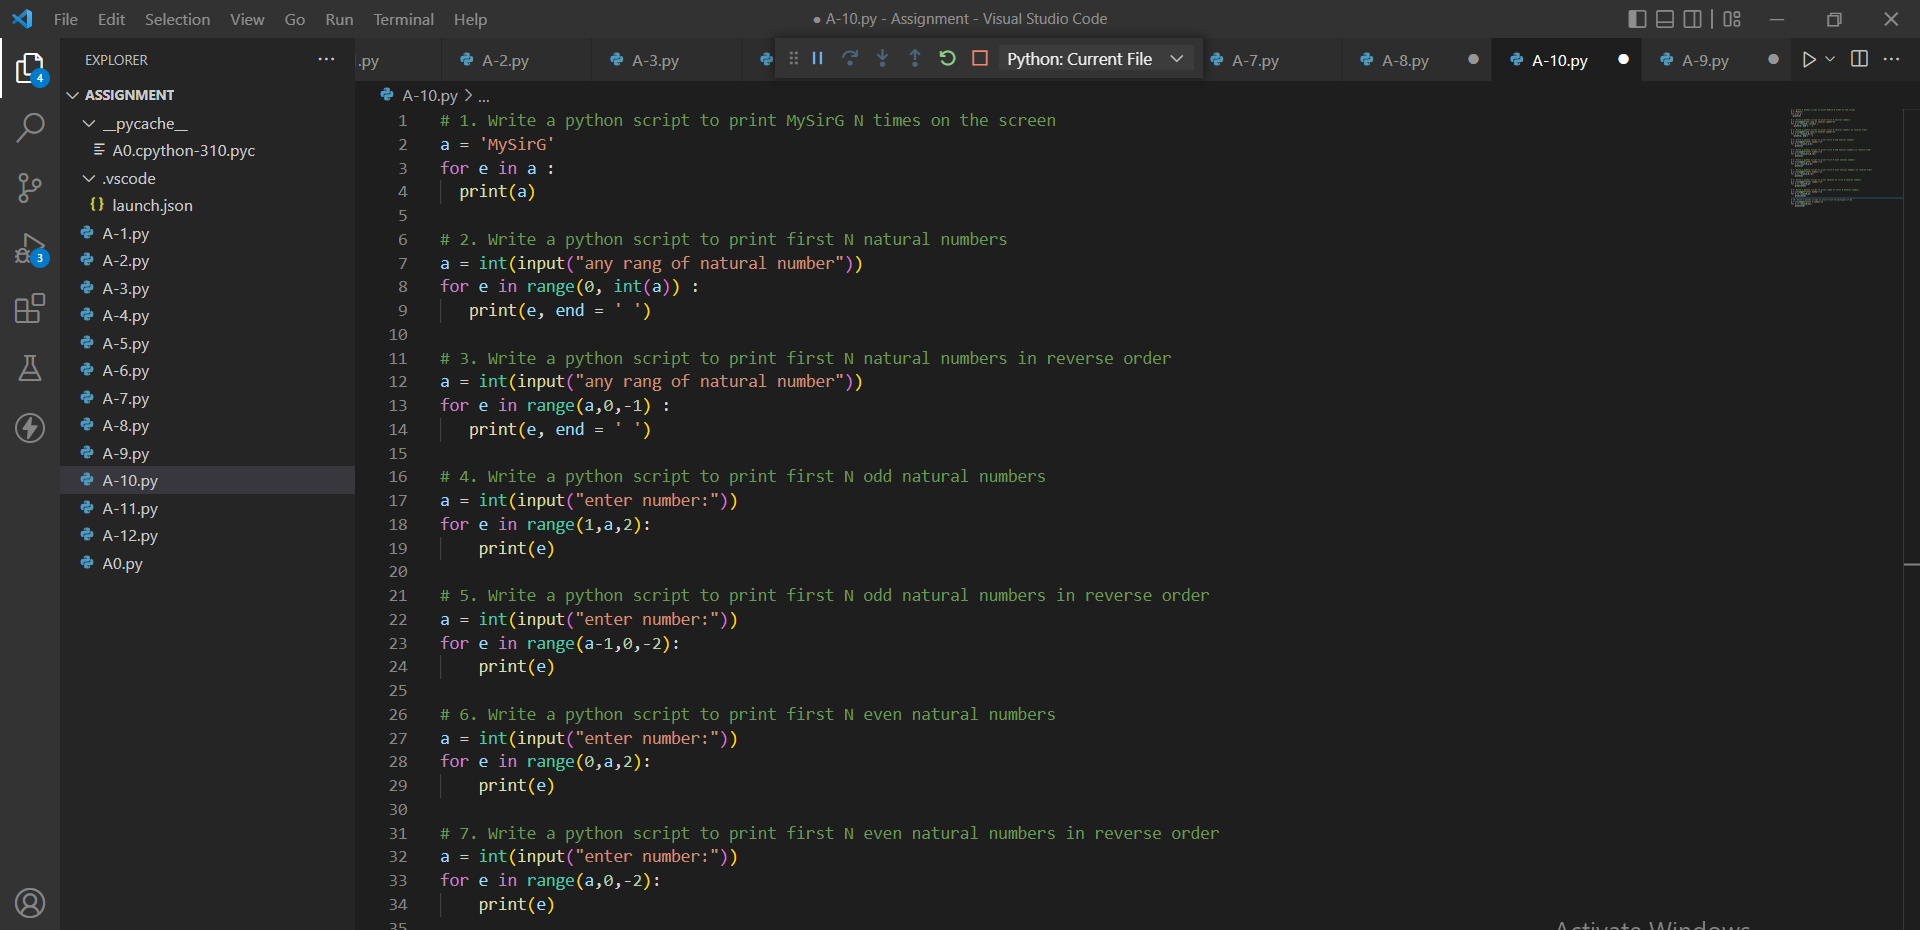 File Edit Selection View Go Run Terminal Help
● A-10.py - Assignment - Visual Studio Code
EXPLORER
.py
A-2.py
A-3.py
Python: Current File
A-7.py
A-8.py
A-10.py
A-9.py
4
ASSIGNMENT
__pycache__
A0.cpython-310.pyc
.vscode
{} launch.json
A-1.py
3
A-2.py
A-3.py
A-4.py
A-5.py
A-6.py
A-7.py
A-8.py
A-9.py
A-10.py
A-11.py
A-12.py
A0.py
A-10.py > ...
1 # 1. Write a python script to print MySirG N times on the screen
2 a = 'MySirG'
3 for e in a :
4 print(a)
5
6 # 2. Write a python script to print first N natural numbers
7 a = int(input("any rang of natural number"))
8 for e in range(0, int(a)) :
9 print(e, end = ' ')
10
11 # 3. Write a python script to print first N natural numbers in reverse order
12 a = int(input("any rang of natural number"))
13 for e in range(a,0,-1) :
14 print(e, end = ' ')
15
16 # 4. Write a python script to print first N odd natural numbers
17 a = int(input("enter number:"))
18 for e in range(1,a,2):
19 print(e)
20
21 # 5. Write a python script to print first N odd natural numbers in reverse order
22 a = int(input("enter number:"))
23 for e in range(a-1,0,-2):
24 print(e)
25
26 # 6. Write a python script to print first N even natural numbers
27 a = int(input("enter number:"))
28 for e in range(0,a,2):
29 print(e)
30
31 # 7. Write a python script to print first N even natural numbers in reverse order
32 a = int(input("enter number:"))
33 for e in range(a,0,-2):
34 print(e)
35
Activate Windows